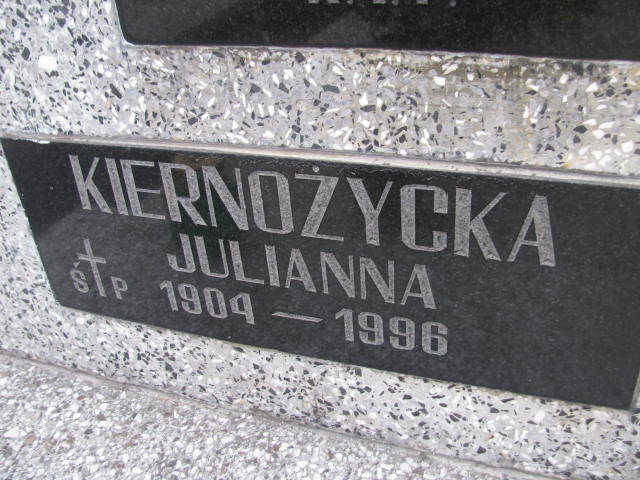 KIERNOŻYCKA
JULIANNA
Ś†P 1904 — 1996